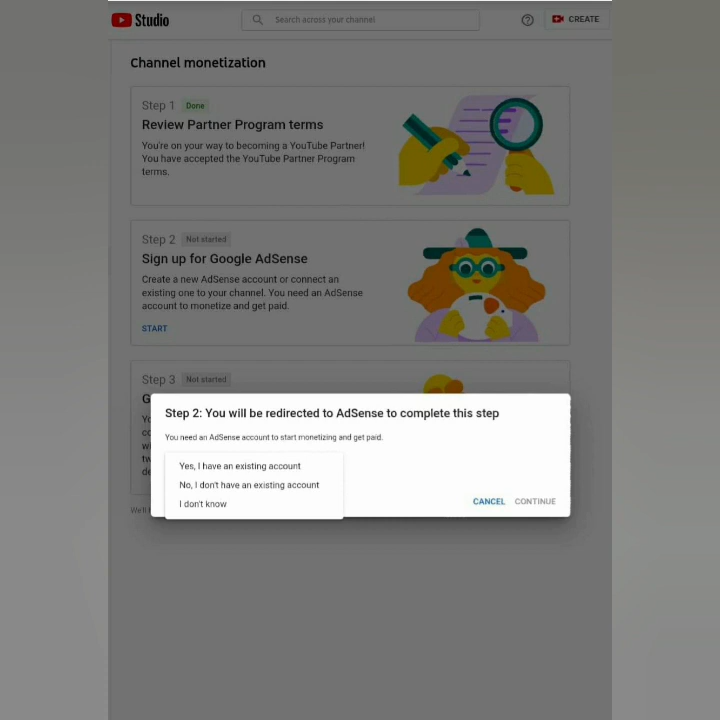 Studio
Search across your channel
CREATE
Channel monetization
Step 1 Done
Review Partner Program terms
You're on your way to becoming a YouTube Partner!
You have accepted the YouTube Partner Program
terms.
Step 2 Not started
Sign up for Google AdSense
Create a new AdSense account or connect an
existing one to your channel. You need an AdSense
account to monetize and get paid.
START
Step 3 Not started
Step 2: You will be redirected to AdSense to complete this step
You need an AdSense account to start monetizing and get paid.
Yes, I have an existing account
No, I don't have an existing account
I don't know
CANCEL CONTINUE